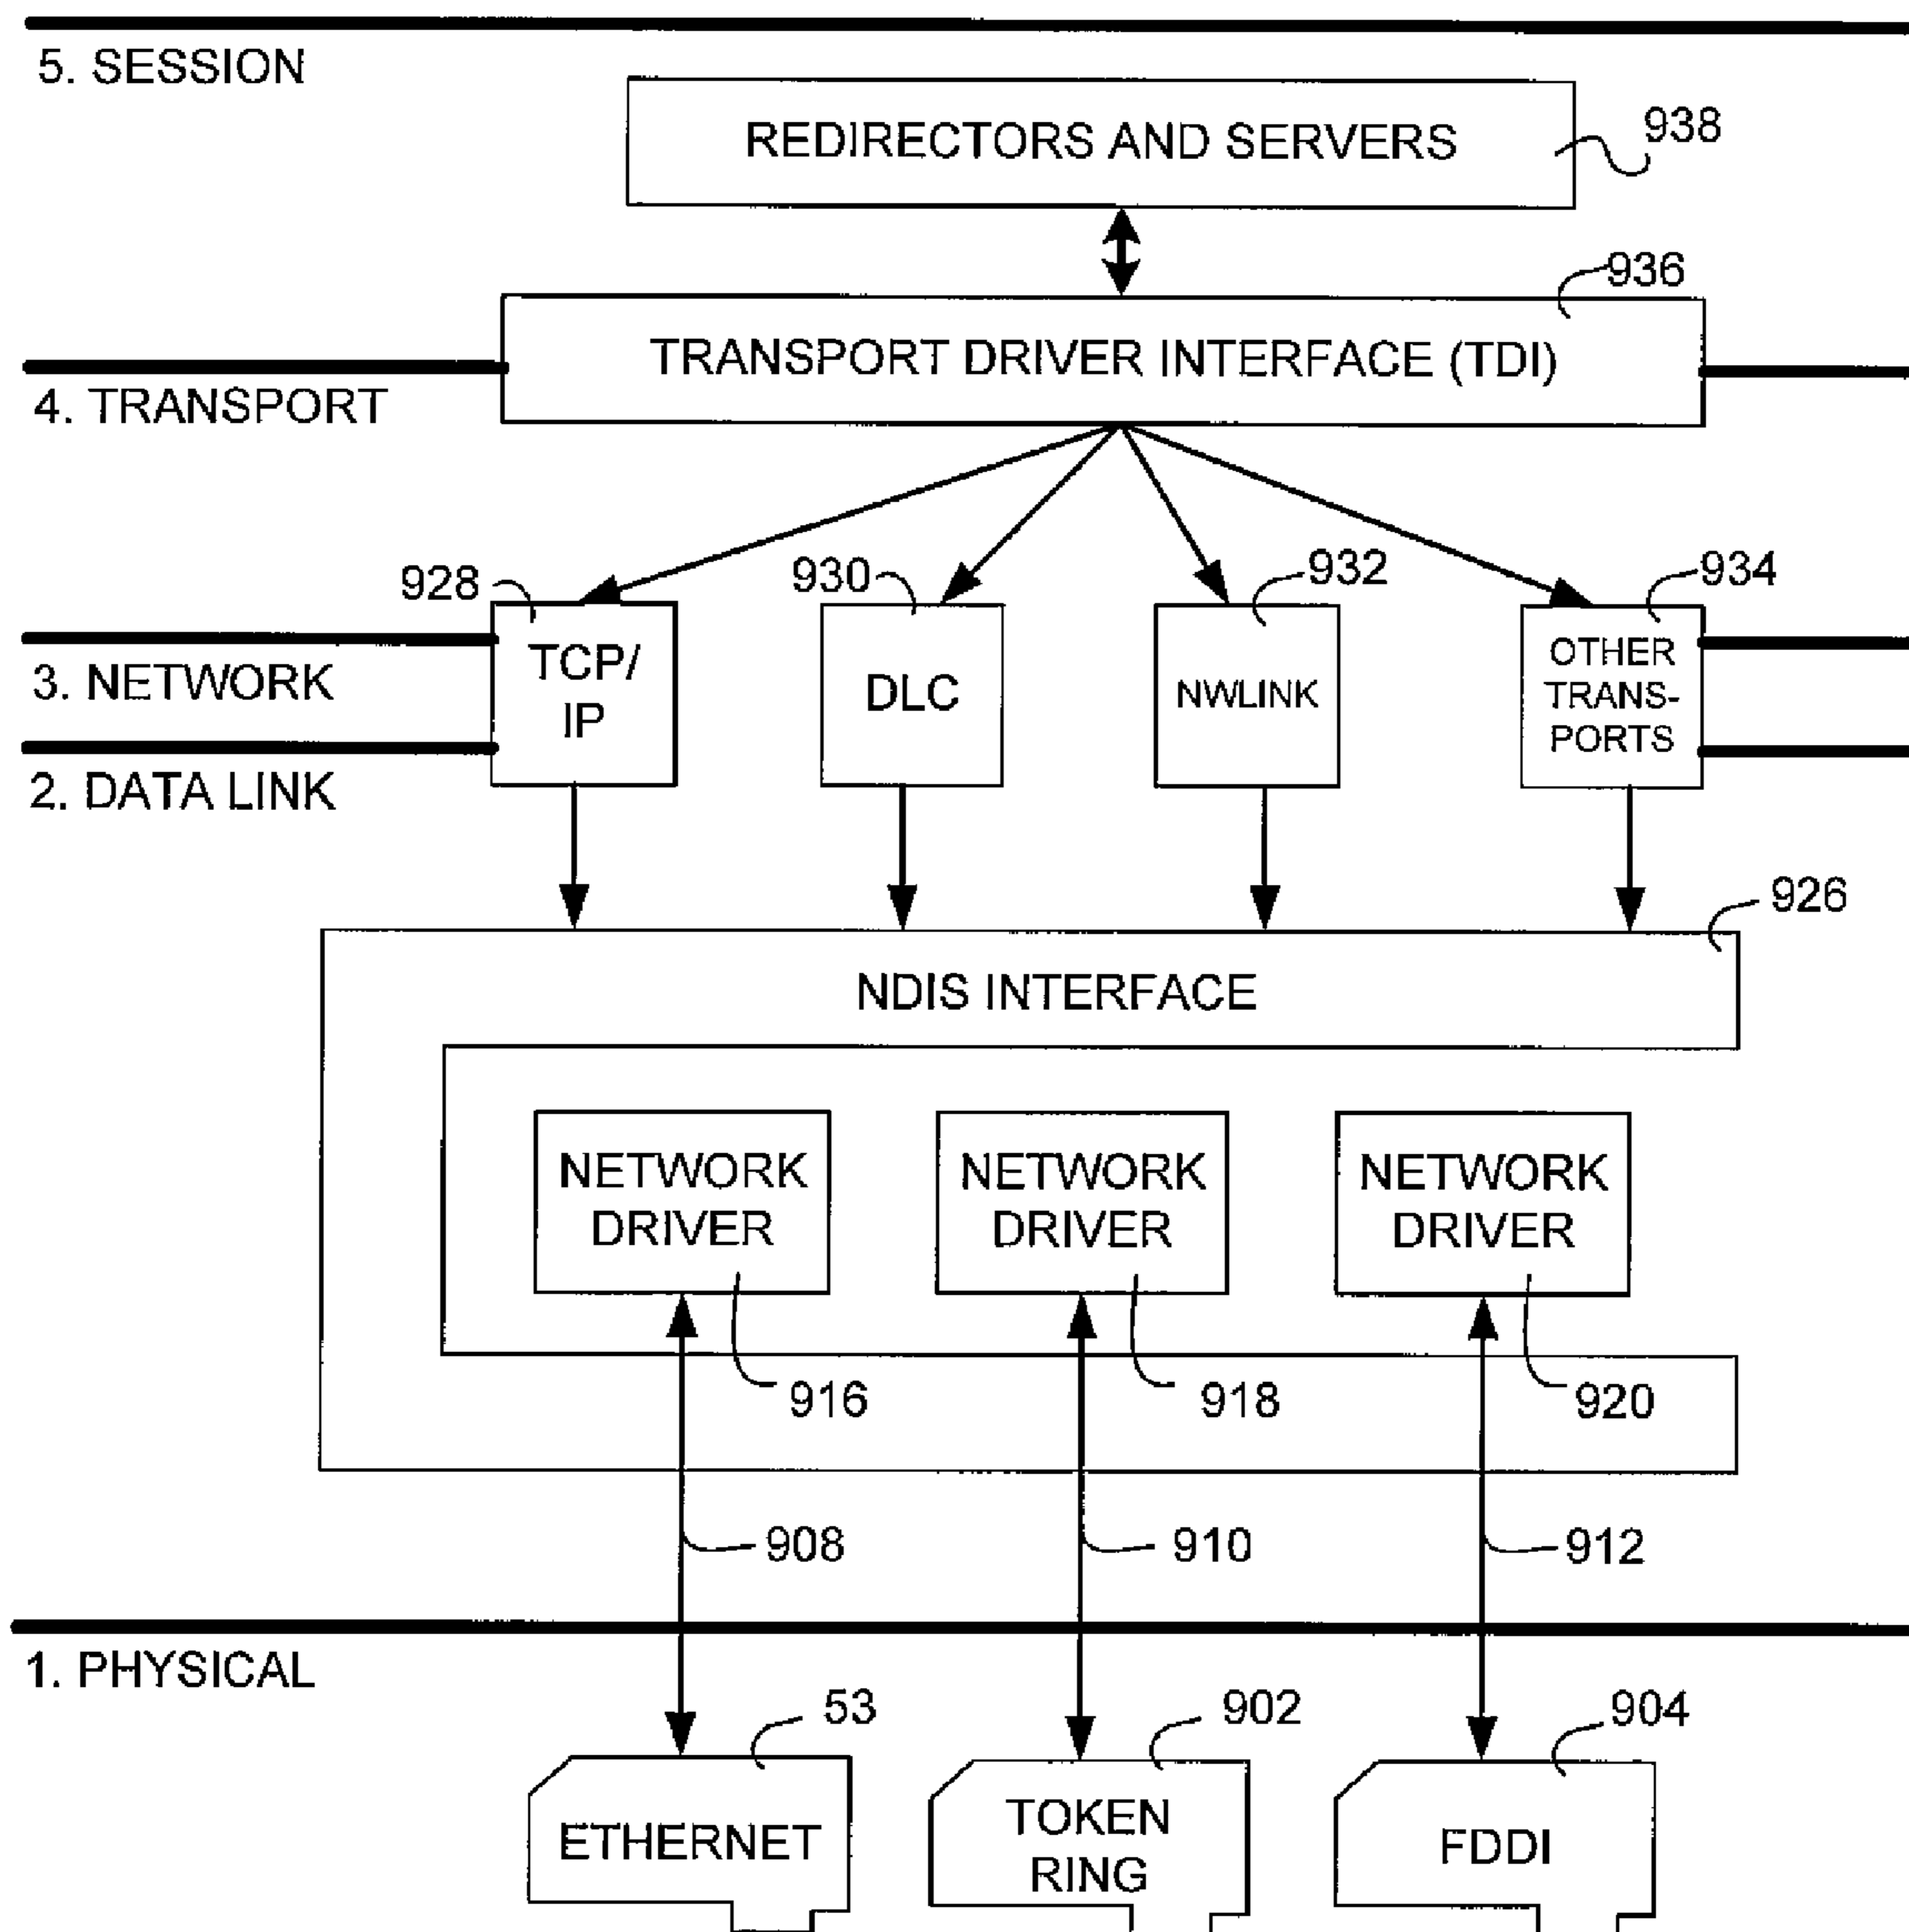 5. SESSION
REDIRECTORS AND SERVERS
938
936
TRANSPORT DRIVER INTERFACE (TDI)
4. TRANSPORT
928
930
932
934
3. NETWORK
TCP/
IP
DLC
NWLINK
OTHER
TRANS-
PORTS
2. DATA LINK
926
NDIS INTERFACE
NETWORK
DRIVER
NETWORK
DRIVER
NETWORK
DRIVER
916
918
920
908
910
912
1. PHYSICAL
53
902
904
ETHERNET
TOKEN
RING
FDDI